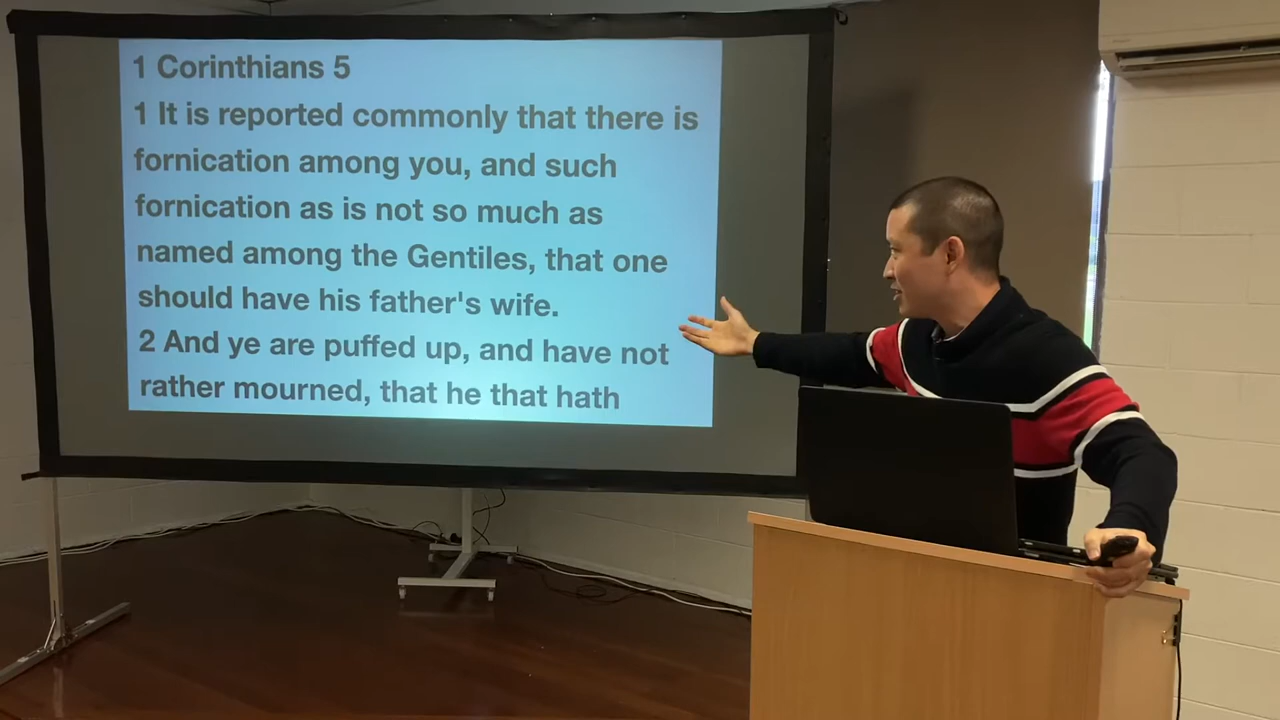 1 Corinthians 5
1 It is reported commonly that there is
fornication among you, and such
fornication as is not so much as
named among the Gentiles, that one
should have his father's wife.
2 And ye are puffed up, and have not
rather mourned, that he that hath